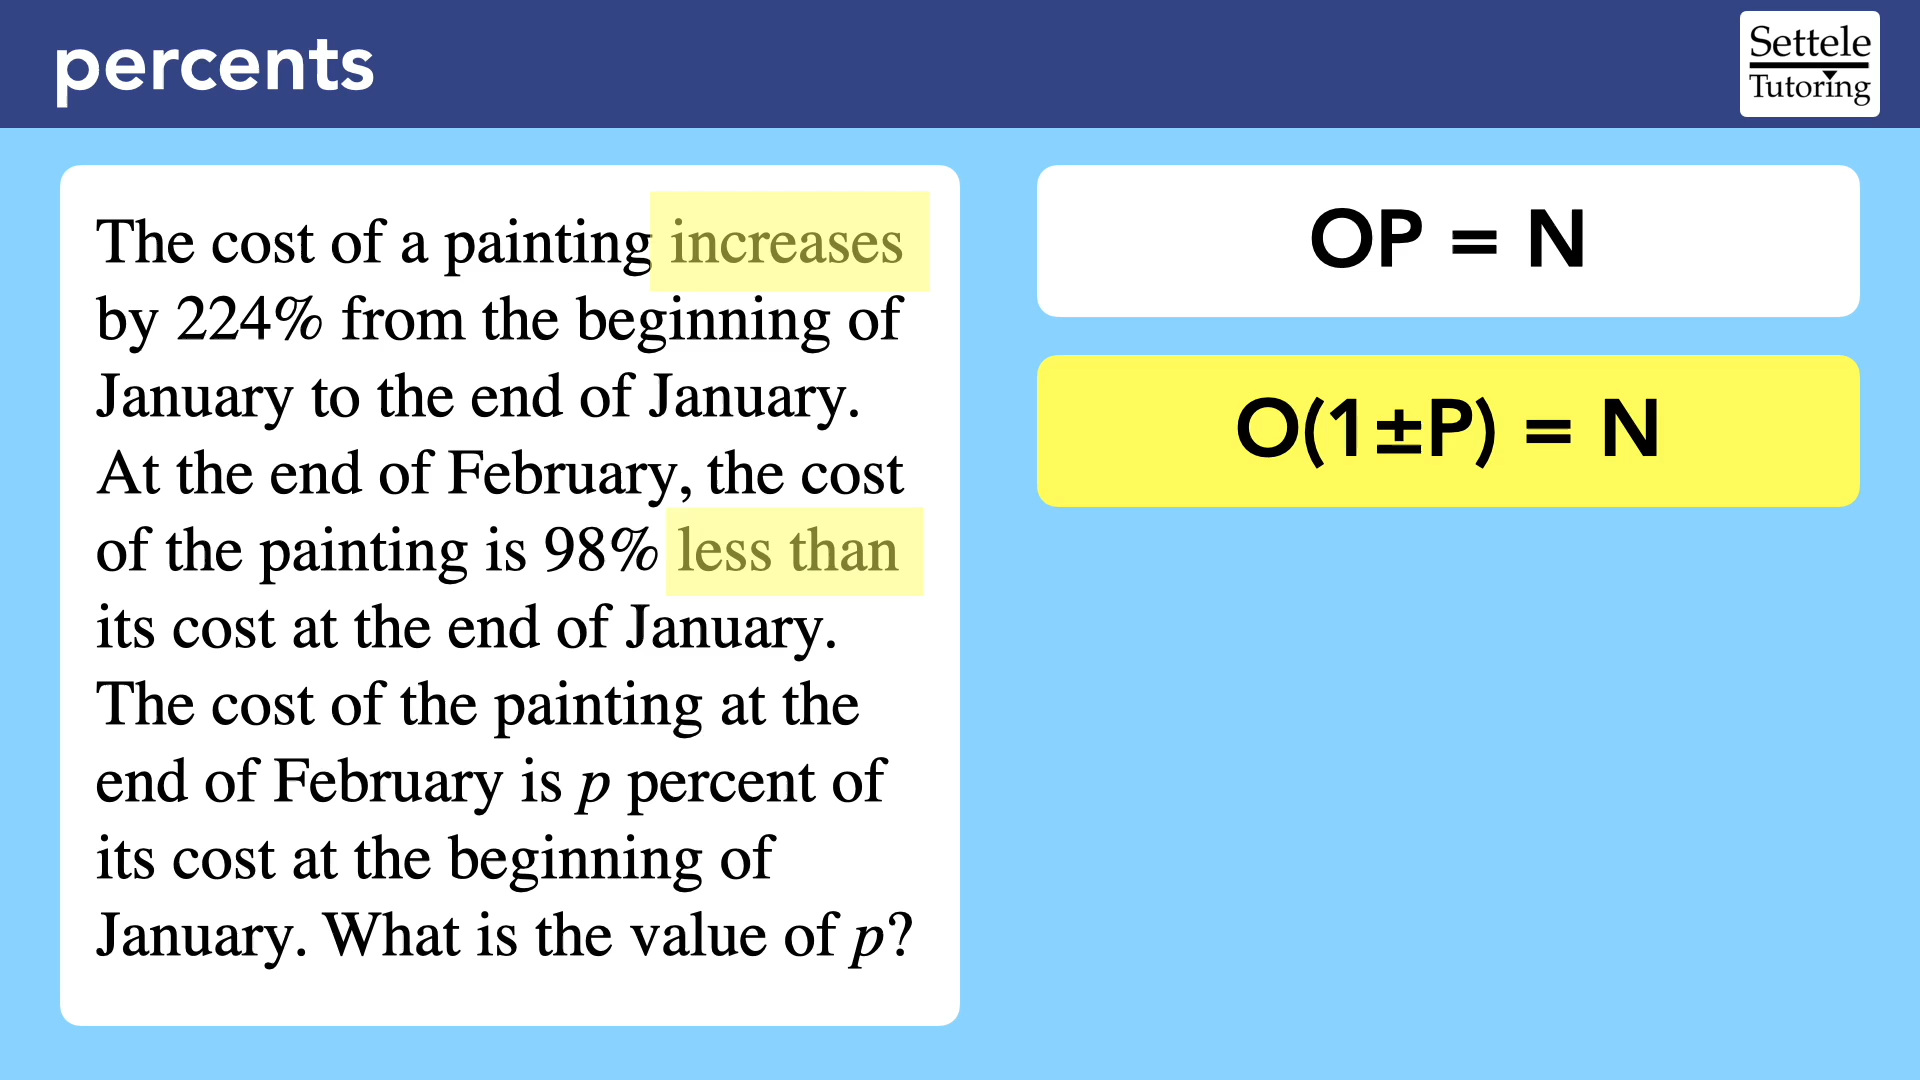 percents
Settele
Tutoring
The cost of a painting increases
by 224% from the beginning of
January to the end of January.
At the end of February, the cost
of the painting is 98% less than
its cost at the end of January.
The cost of the painting at the
end of February is p percent of
its cost at the beginning of
January. What is the value of p?
OP = N
O(1±P) = N